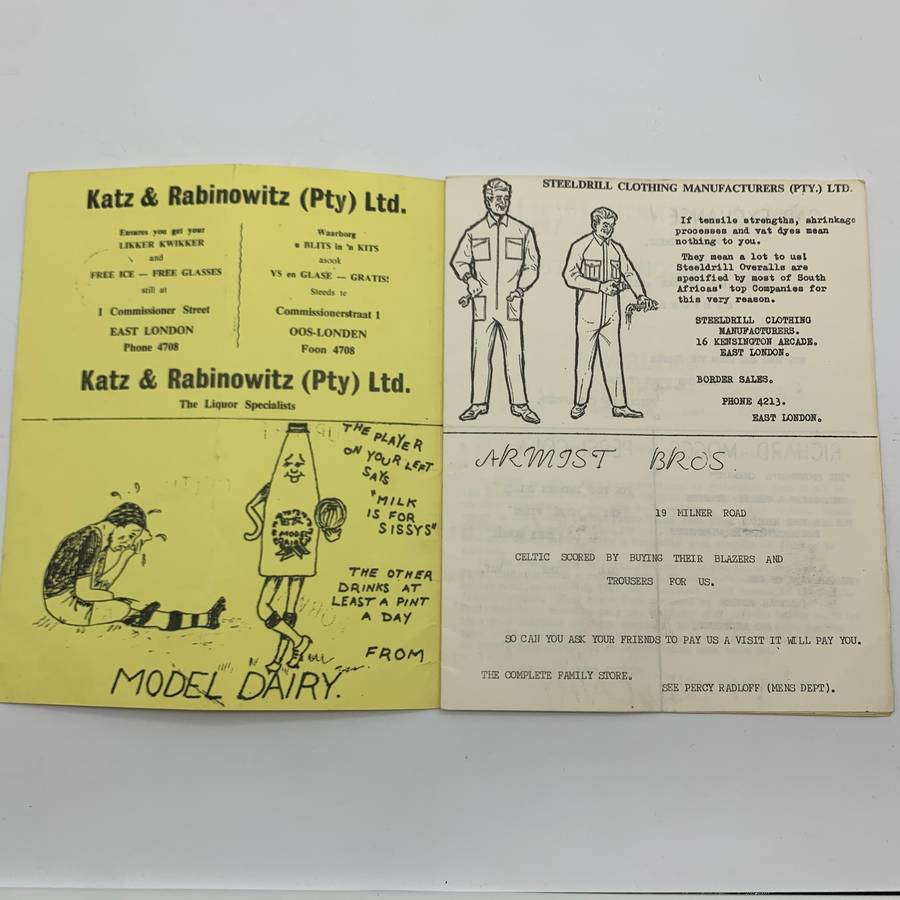 Katz & Rabinowitz (Pty) Ltd.
Ensures you get your
LIKKER KWIKKER
and
FREE ICE — FREE GLASSES
still at
1 Commissioner Street
EAST LONDON
Phone 4708
Waarborg
u BLITS in 'n KITS
asook
YS en GLASE — GRATIS!
Steeds te
Commissionerstraat 1
OOS-LONDEN
Foon 4708
Katz & Rabinowitz (Pty) Ltd.
The Liquor Specialists
THE PLAYER
ON YOUR LEFT
SAYS
"MILK
IS FOR
SISSYS"
THE OTHER
DRINKS AT
LEAST A PINT
A DAY
FROM
MODEL
DAIRY
MODEL DAIRY.
STEELDRILL CLOTHING MANUFACTURERS (PTY.) LTD.
If tensile strengths, shrinkage
processes and vat dyes mean
nothing to you.
They mean a lot to us!
Steeldrill Overalls are
specified by most of South
Africas' top Companies for
this very reason.
STEELDRILL CLOTHING
MANUFACTURERS.
16 KENSINGTON ARCADE.
EAST LONDON.
BORDER SALES.
PHONE 4213.
EAST LONDON.
ARMIST BROS.
19 MILNER ROAD
CELTIC SCORED BY BUYING THEIR BLAZERS AND
TROUSERS FOR US.
SO CAN YOU ASK YOUR FRIENDS TO PAY US A VISIT IT WILL PAY YOU.
THE COMPLETE FAMILY STORE.
SEE PERCY RADLOFF (MENS DEPT).